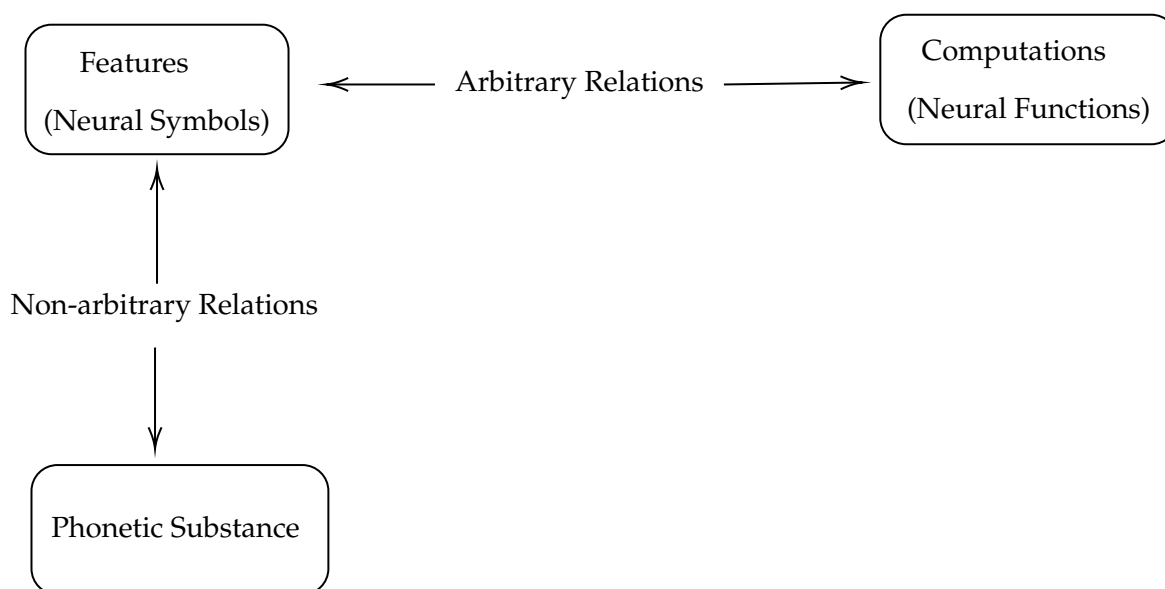 Features
(Neural Symbols)
Arbitrary Relations
Computations
(Neural Functions)
Non-arbitrary Relations
Phonetic Substance